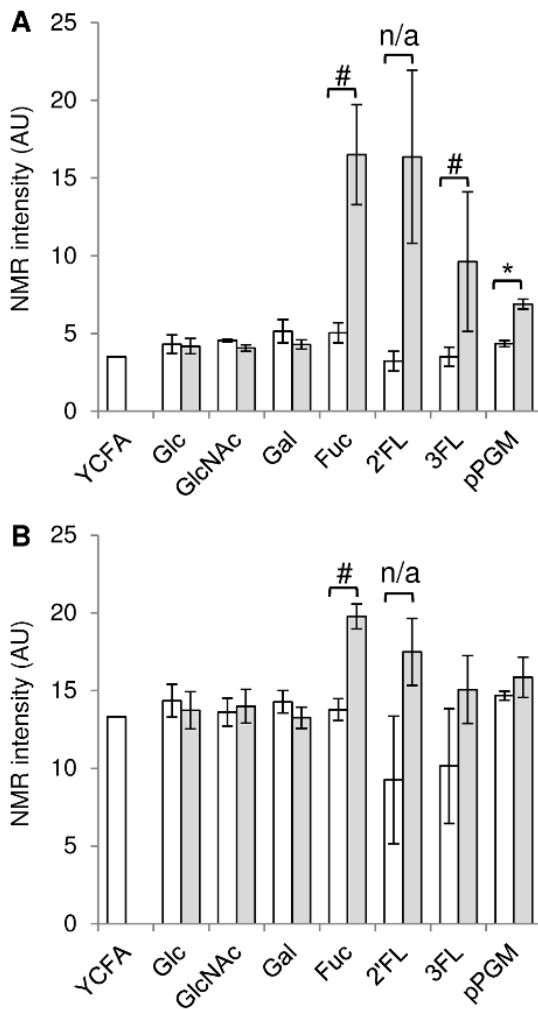 A
25
20
15
10
5
0
NMR intensity (AU)
# n/a # *
YCFA Glc GlcNAc Gal Fuc 2'FL 3FL pPGM
B
25
20
15
10
5
0
NMR intensity (AU)
# n/a
YCFA Glc GlcNAc Gal Fuc 2'FL 3FL pPGM